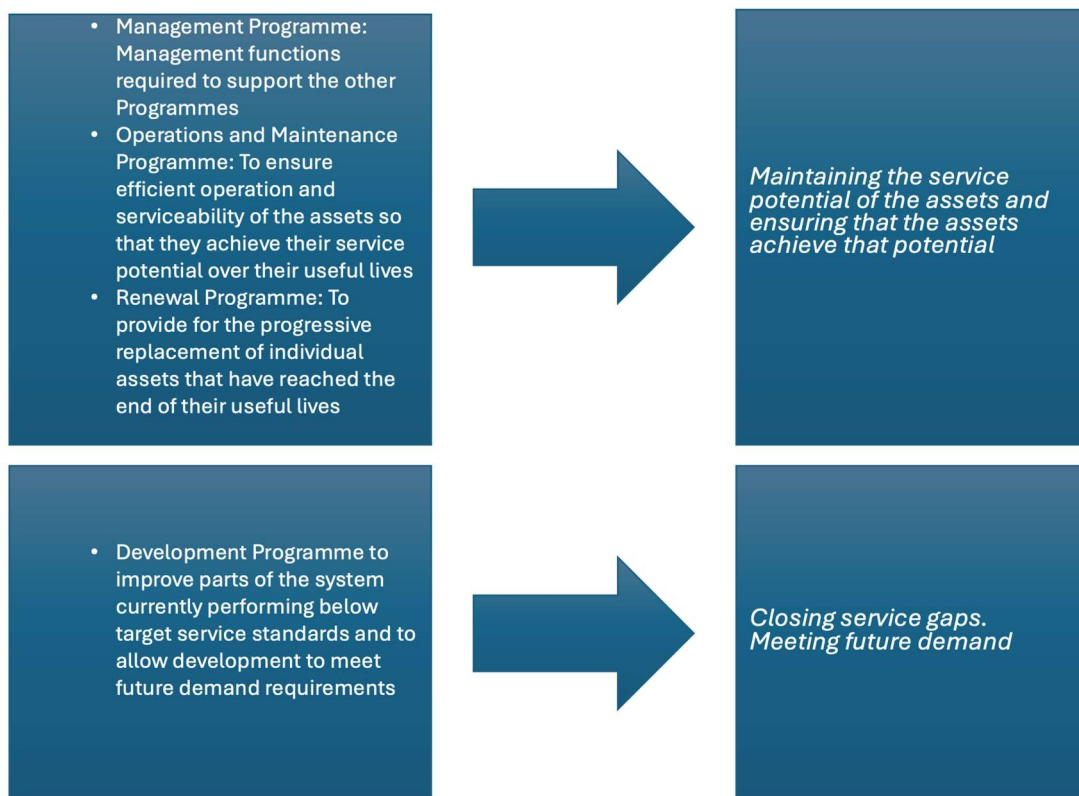 • Management Programme:
Management functions
required to support the other
Programmes
• Operations and Maintenance
Programme: To ensure
efficient operation and
serviceability of the assets so
that they achieve their service
potential over their useful lives
• Renewal Programme: To
provide for the progressive
replacement of individual
assets that have reached the
end of their useful lives
Maintaining the service
potential of the assets and
ensuring that the assets
achieve that potential
• Development Programme to
improve parts of the system
currently performing below
target service standards and to
allow development to meet
future demand requirements
Closing service gaps.
Meeting future demand